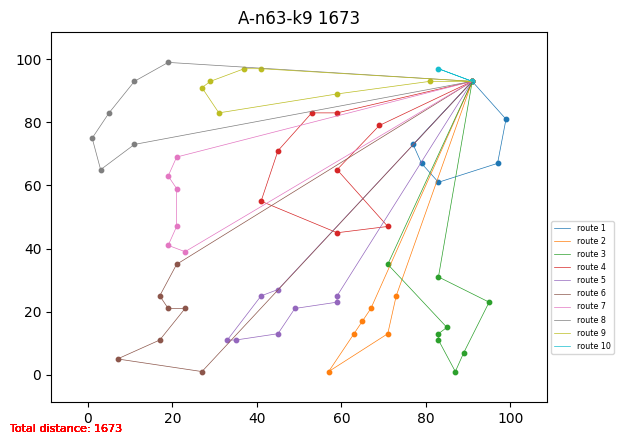 A-n63-k9 1673
100
80
60
40
20
0
0 20 40 60 80 100
route 1
route 2
route 3
route 4
route 5
route 6
route 7
route 8
route 9
route 10
Total distance: 1673